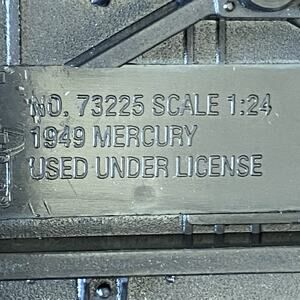 NO. 73225 SCALE 1:24
1949 MERCURY
USED UNDER LICENSE